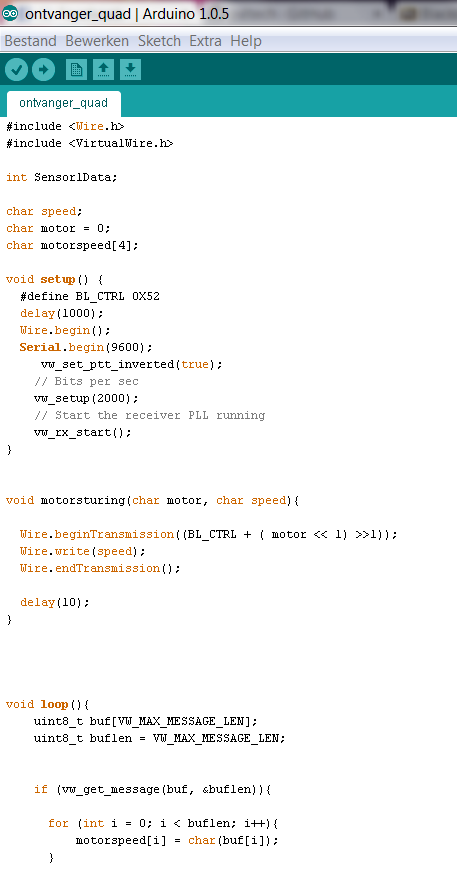 ontvanger_quad | Arduino 1.0.5
Bestand Bewerken Sketch Extra Help
ontvanger_quad
#include <Wire.h>
#include <VirtualWire.h>
int Sensor1Data;
char speed;
char motor = 0;
char motorspeed[4];
void setup() {
#define BL_CTRL 0X52
delay(1000);
Wire.begin();
Serial.begin(9600);
vw_set_ptt_inverted(true);
// Bits per sec
vw_setup(2000);
// Start the receiver PLL running
vw_rx_start();
}
void motorsturing(char motor, char speed){
Wire.beginTransmission((BL_CTRL + ( motor << 1) >>1));
Wire.write(speed);
Wire.endTransmission();
delay(10);
}
void loop(){
uint8_t buf[VW_MAX_MESSAGE_LEN];
uint8_t buflen = VW_MAX_MESSAGE_LEN;
if (vw_get_message(buf, &buflen)){
for (int i = 0; i < buflen; i++){
motorspeed[i] = char(buf[i]);
}